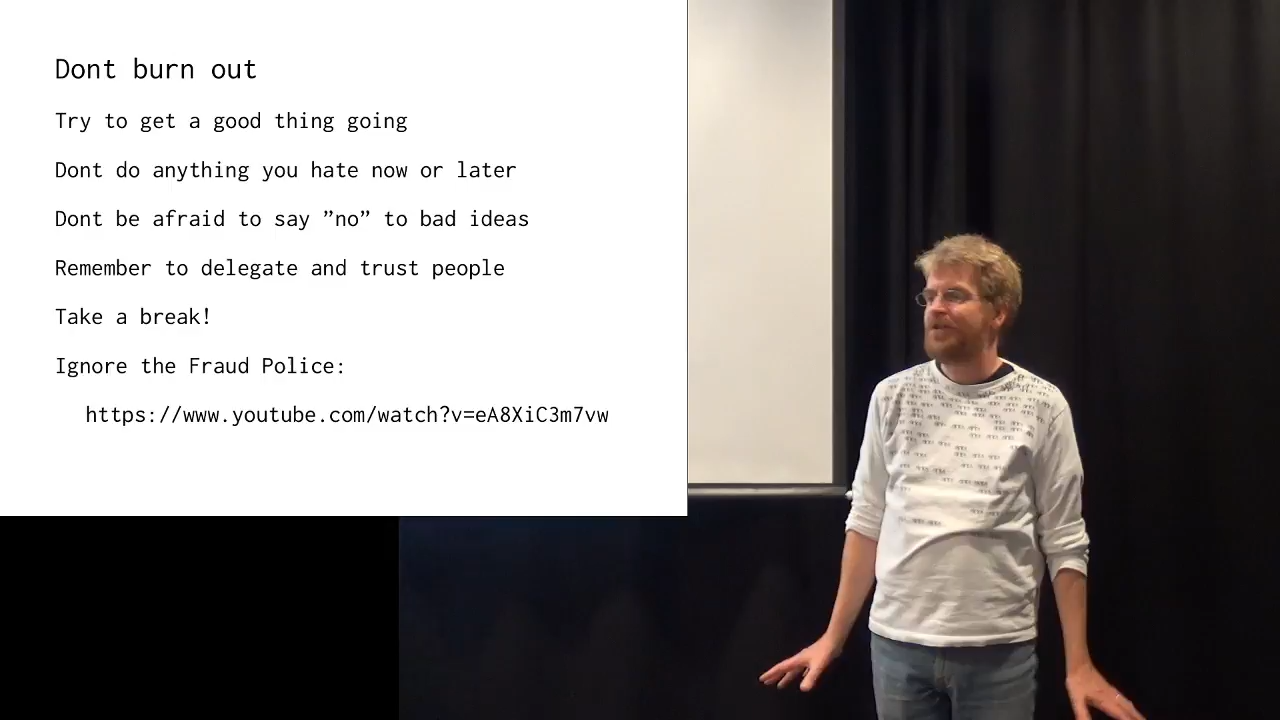 Dont burn out
Try to get a good thing going
Dont do anything you hate now or later
Dont be afraid to say ”no” to bad ideas
Remember to delegate and trust people
Take a break!
Ignore the Fraud Police:
https://www.youtube.com/watch?v=eA8XiC3m7vw